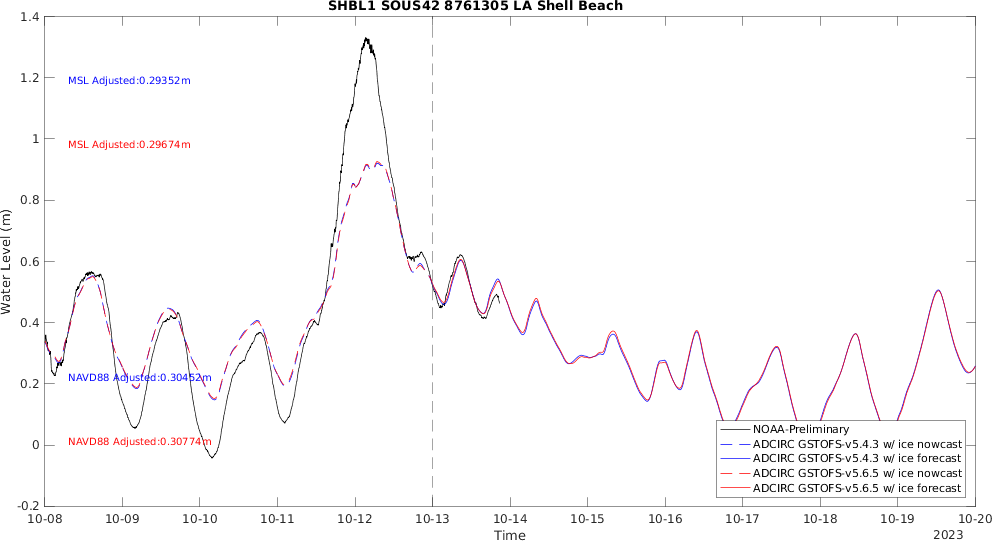 SHBL1 SOUS42 8761305 LA Shell Beach
1.4
1.2
1
0.8
0.6
0.4
0.2
0
-0.2
Water Level (m)
MSL Adjusted:0.29352m
MSL Adjusted:0.29674m
NAVD88 Adjusted:0.30452m
NAVD88 Adjusted:0.30774m
NOAA-Preliminary
ADCIRC GSTOFS-v5.4.3 w/ ice nowcast
ADCIRC GSTOFS-v5.4.3 w/ ice forecast
ADCIRC GSTOFS-v5.6.5 w/ ice nowcast
ADCIRC GSTOFS-v5.6.5 w/ ice forecast
10-08 10-09 10-10 10-11 10-12 10-13 10-14 10-15 10-16 10-17 10-18 10-19 10-20
Time
2023